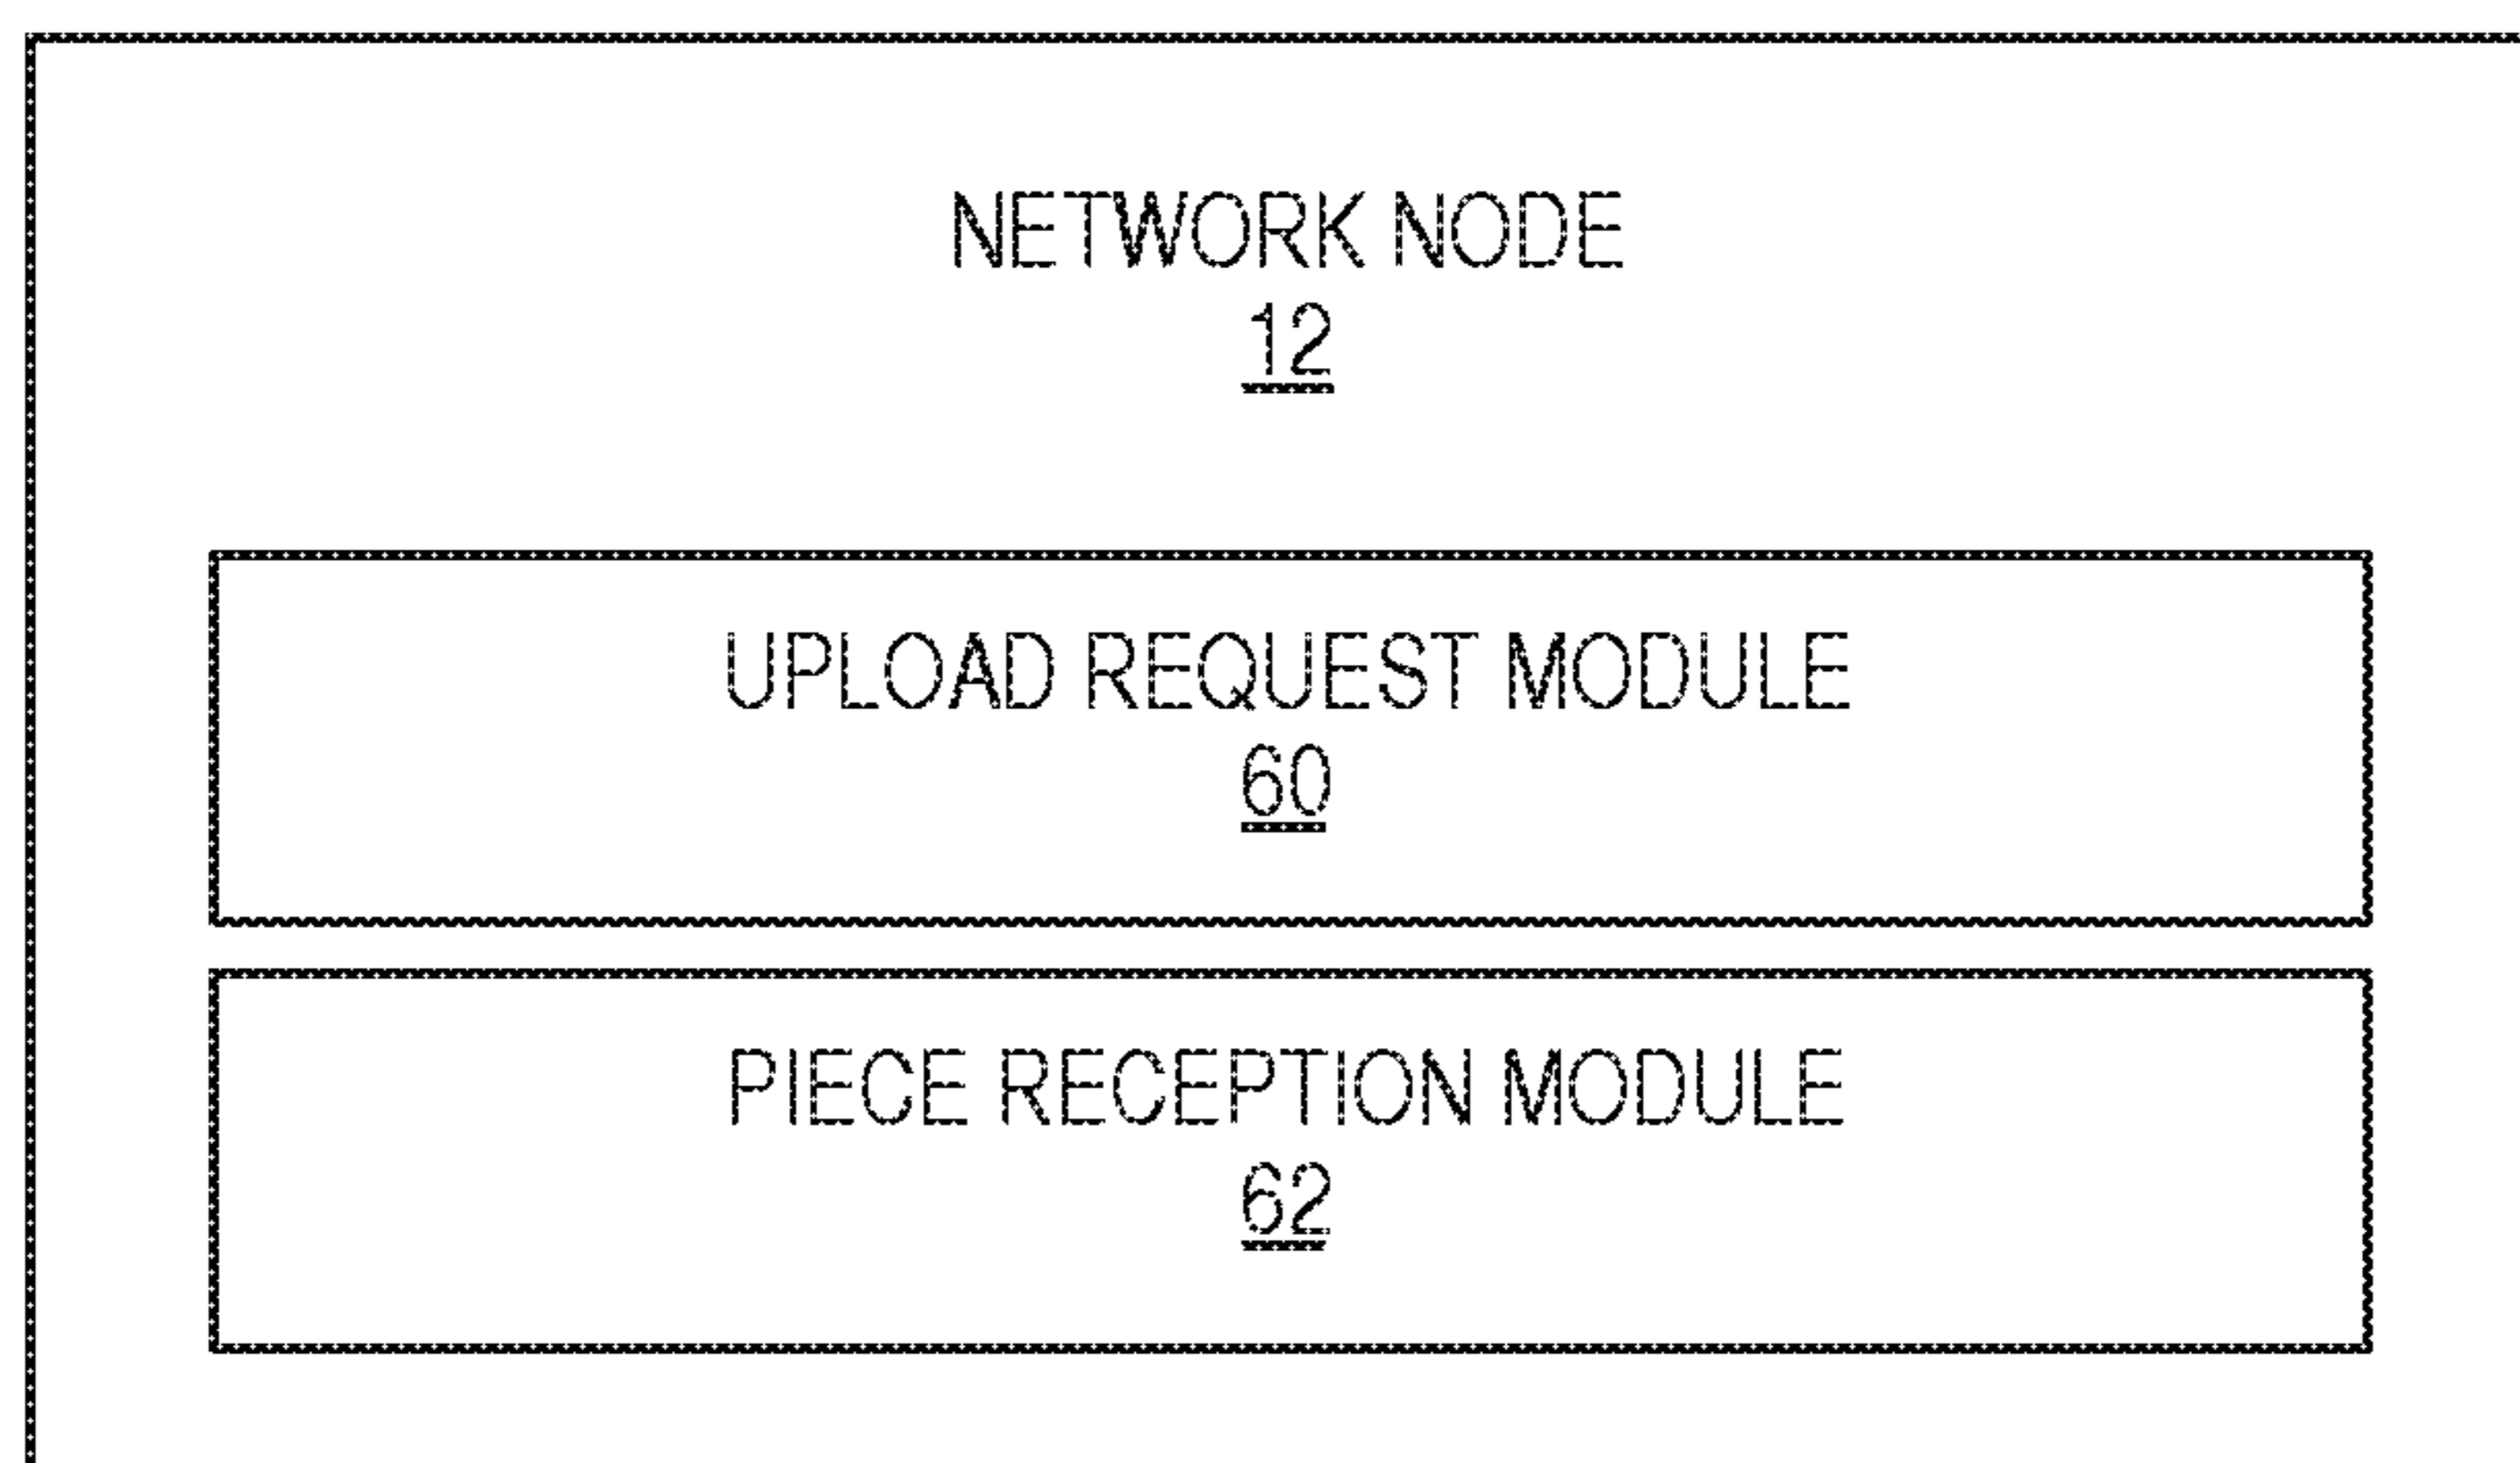 NETWORK NODE
12
UPLOAD REQUEST MODULE
60
PIECE RECEPTION MODULE
62